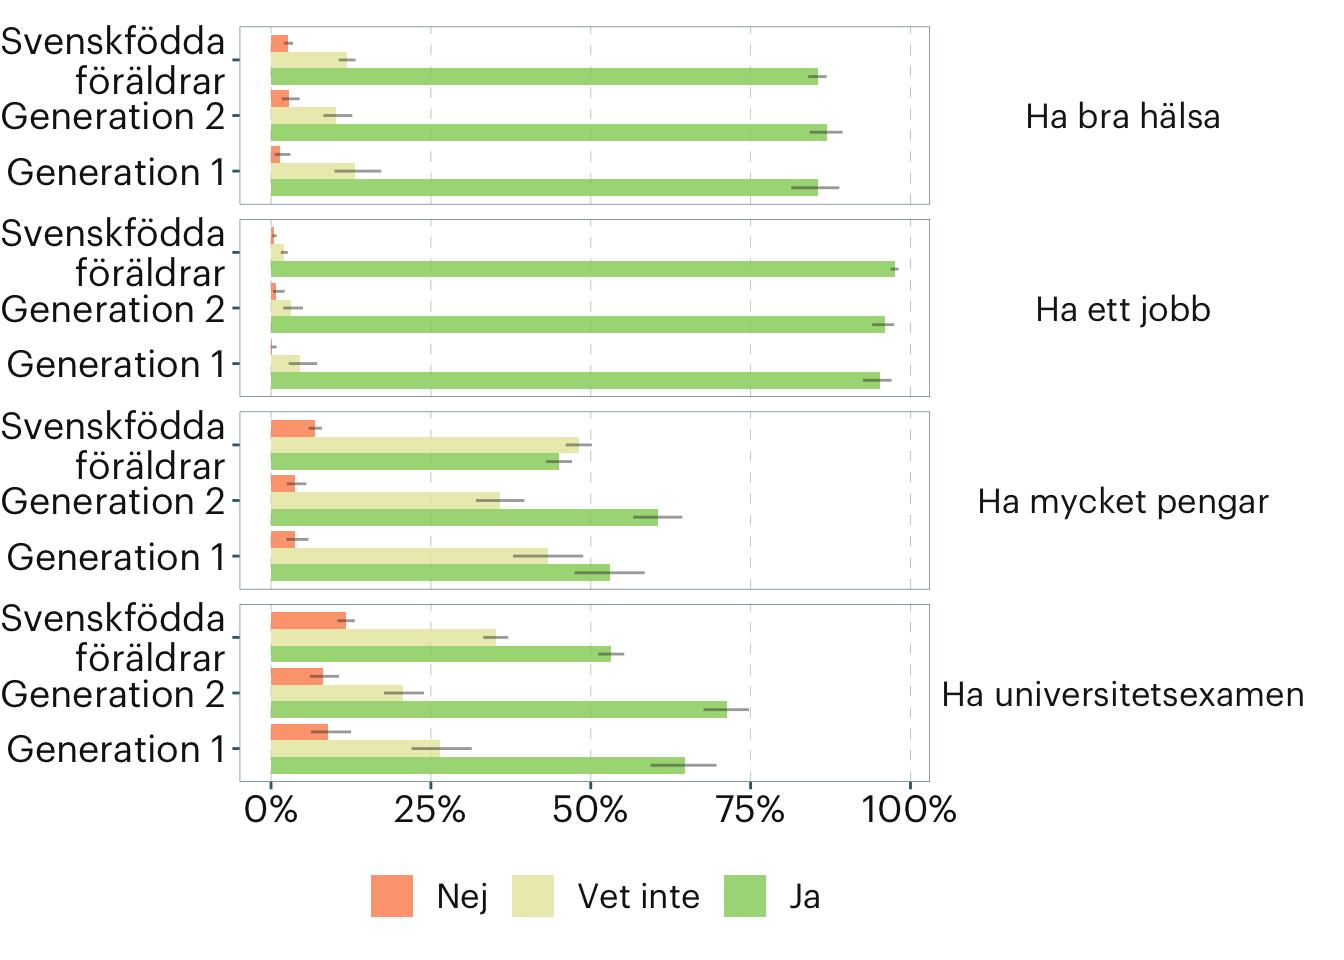 Svenskfödda
föräldrar
Generation 2
Generation 1
Ha bra hälsa
Svenskfödda
föräldrar
Generation 2
Generation 1
Ha ett jobb
Svenskfödda
föräldrar
Generation 2
Generation 1
Ha mycket pengar
Svenskfödda
föräldrar
Generation 2
Generation 1
Ha universitetsexamen
0% 25% 50% 75% 100%
Nej Vet inte Ja